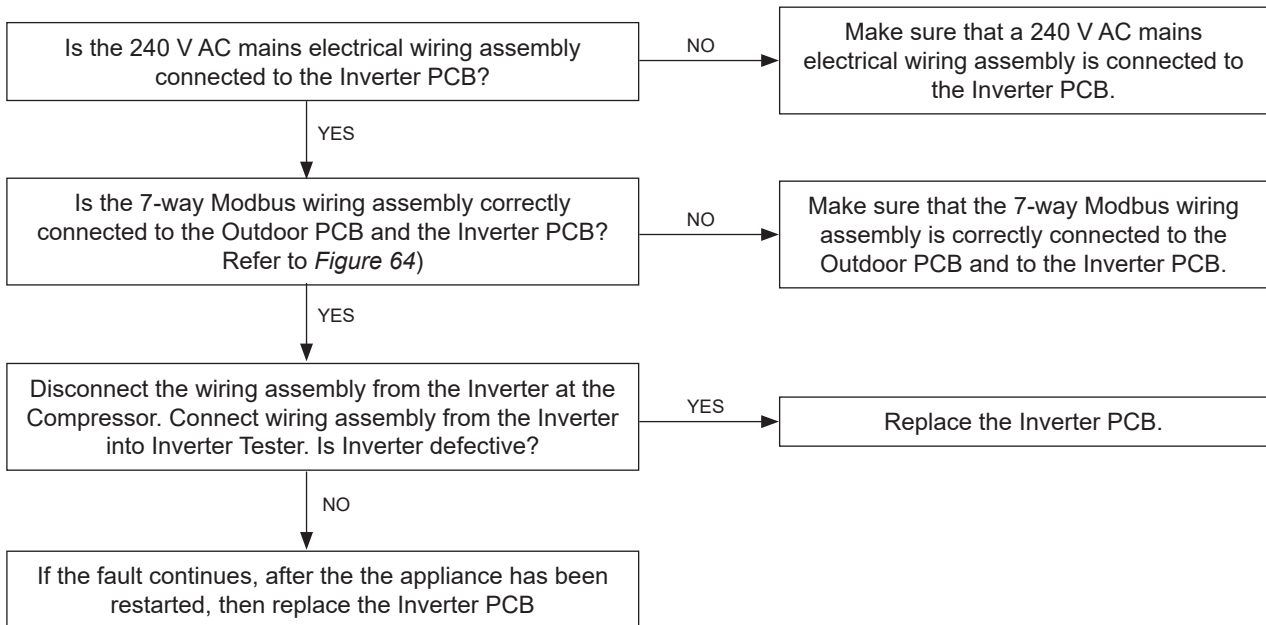 Is the 240 V AC mains electrical wiring assembly
connected to the Inverter PCB?
NO
Make sure that a 240 V AC mains
electrical wiring assembly is connected to
the Inverter PCB.
YES
Is the 7-way Modbus wiring assembly correctly
connected to the Outdoor PCB and the Inverter PCB?
Refer to Figure 64)
NO
Make sure that the 7-way Modbus wiring
assembly is correctly connected to the
Outdoor PCB and to the Inverter PCB.
YES
Disconnect the wiring assembly from the Inverter at the
Compressor. Connect wiring assembly from the Inverter
into Inverter Tester. Is Inverter defective?
YES
Replace the Inverter PCB.
NO
If the fault continues, after the the appliance has been
restarted, then replace the Inverter PCB